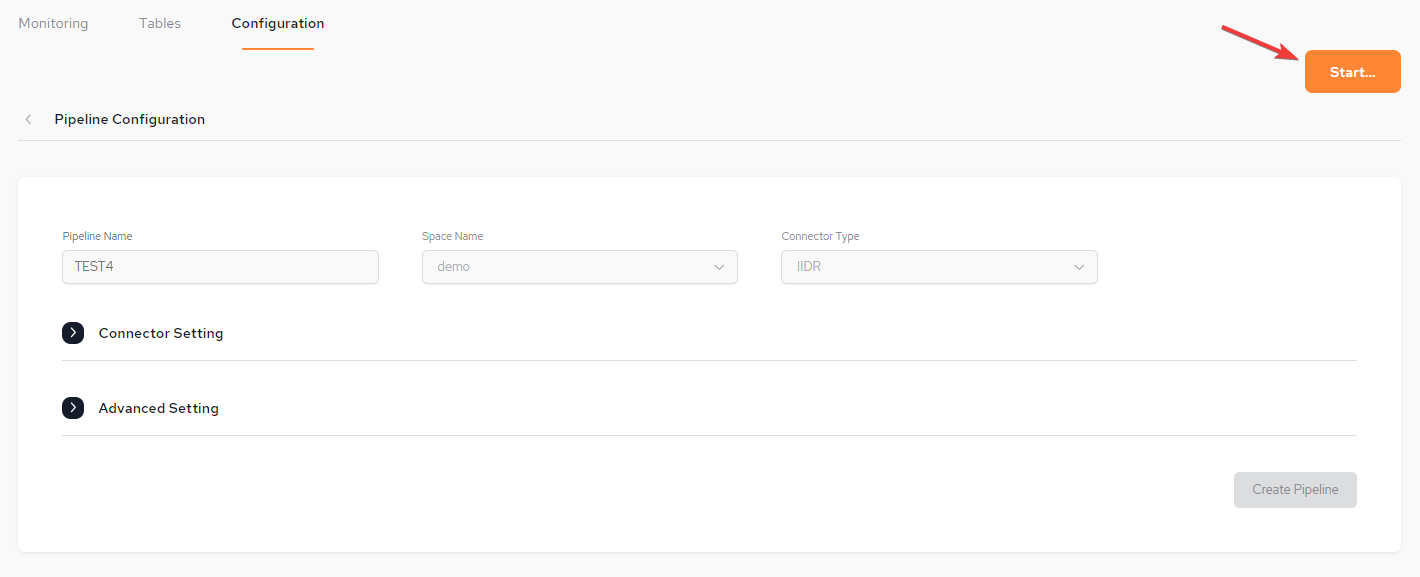 Monitoring Tables Configuration
Start...
Pipeline Configuration
Pipeline Name Space Name Connector Type
TEST4 demo IIDR
Connector Setting
Advanced Setting
Create Pipeline